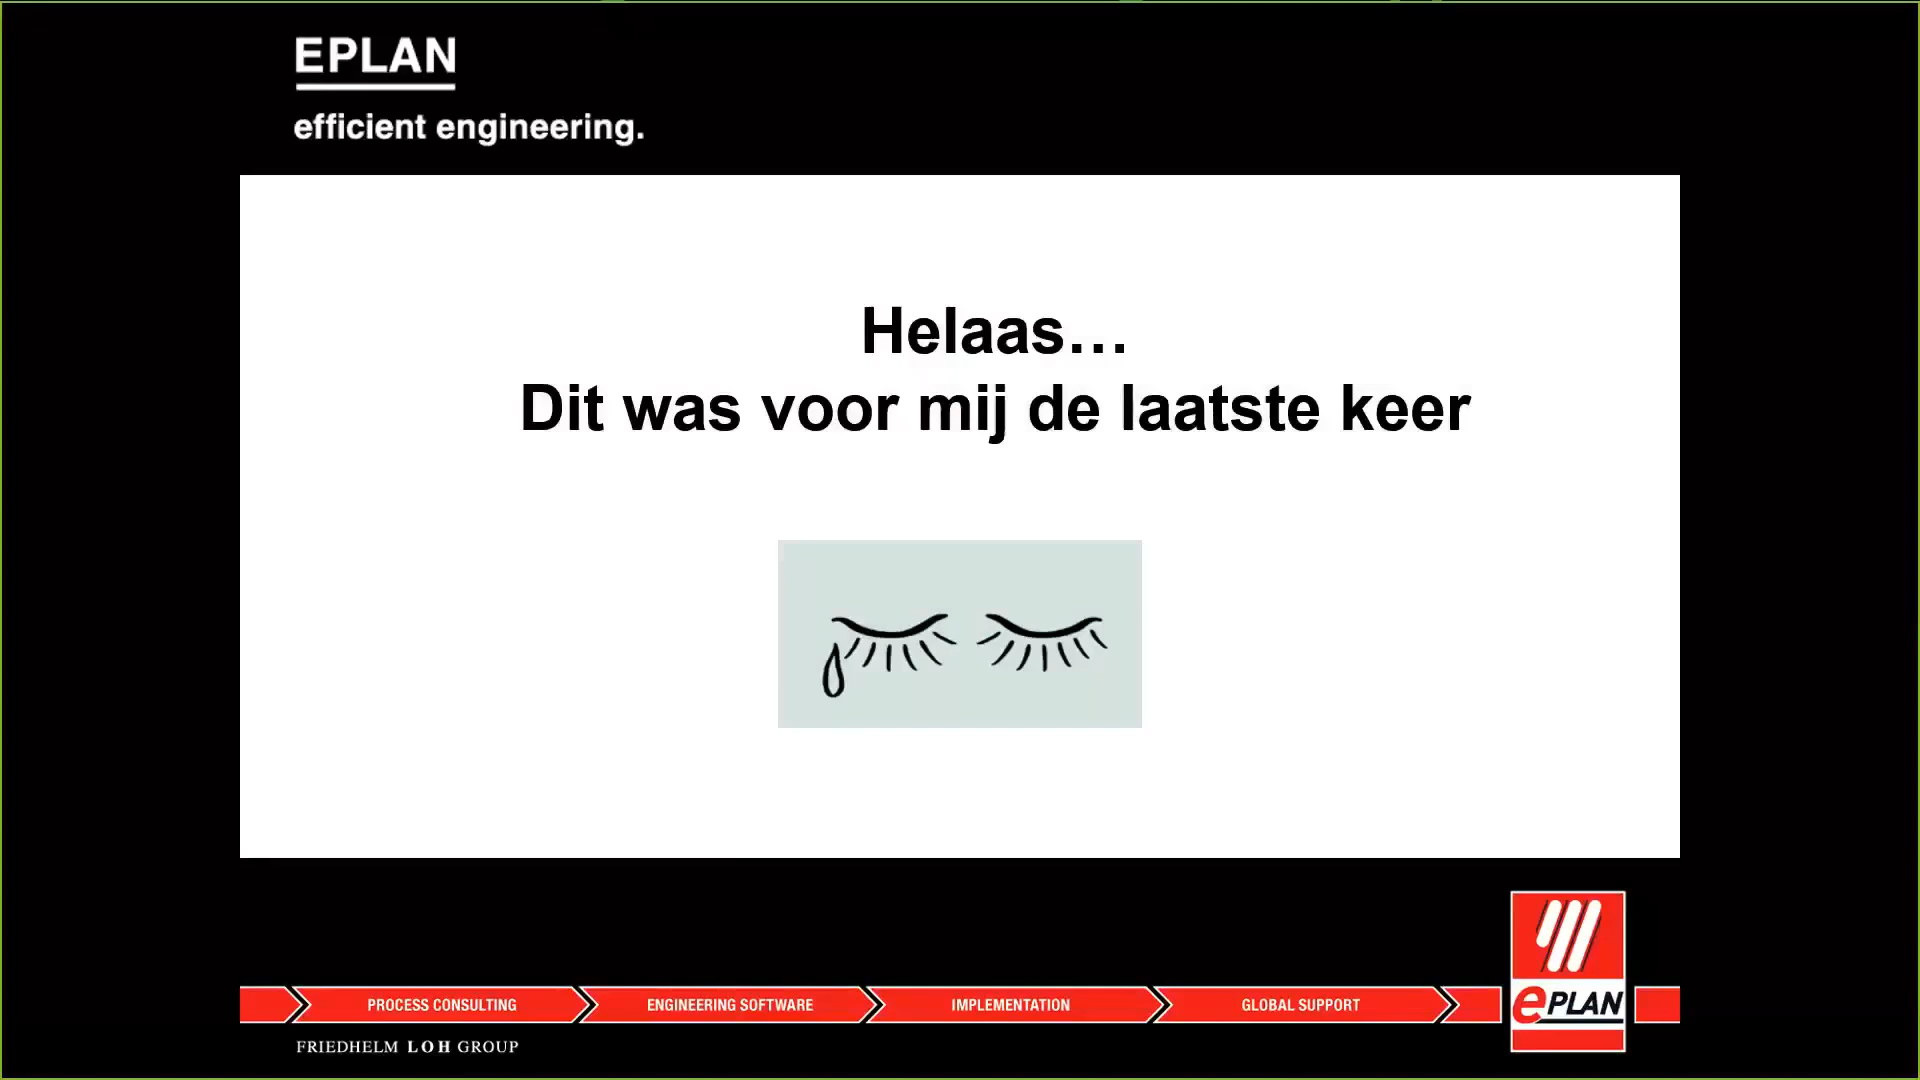 EPLAN
efficient engineering.
Helaas...
Dit was voor mij de laatste keer
PROCESS CONSULTING
ENGINEERING SOFTWARE
IMPLEMENTATION
GLOBAL SUPPORT
ePLAN
FRIEDHELM LOH GROUP